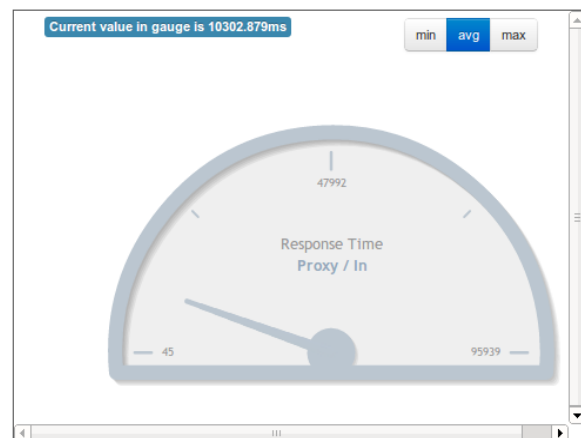 Current value in gauge is 10302.879ms
min avg max
47992
Response Time
Proxy / In
45 95939